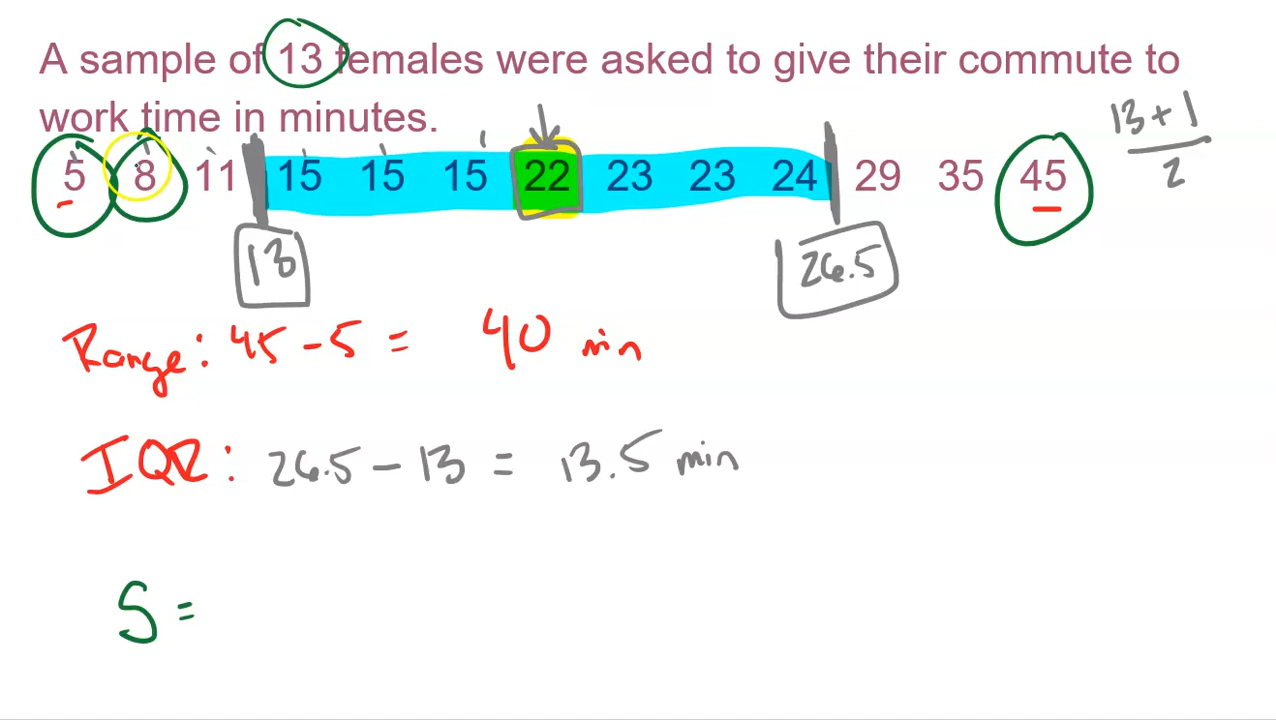 A sample of 13 females were asked to give their commute to
work time in minutes.
13 + 1
2
5 8 11 15 15 15 22 23 23 24 29 35 45
13 26.5
Range: 45 - 5 = 40 min
IQR: 26.5 - 13 = 13.5 min
S =